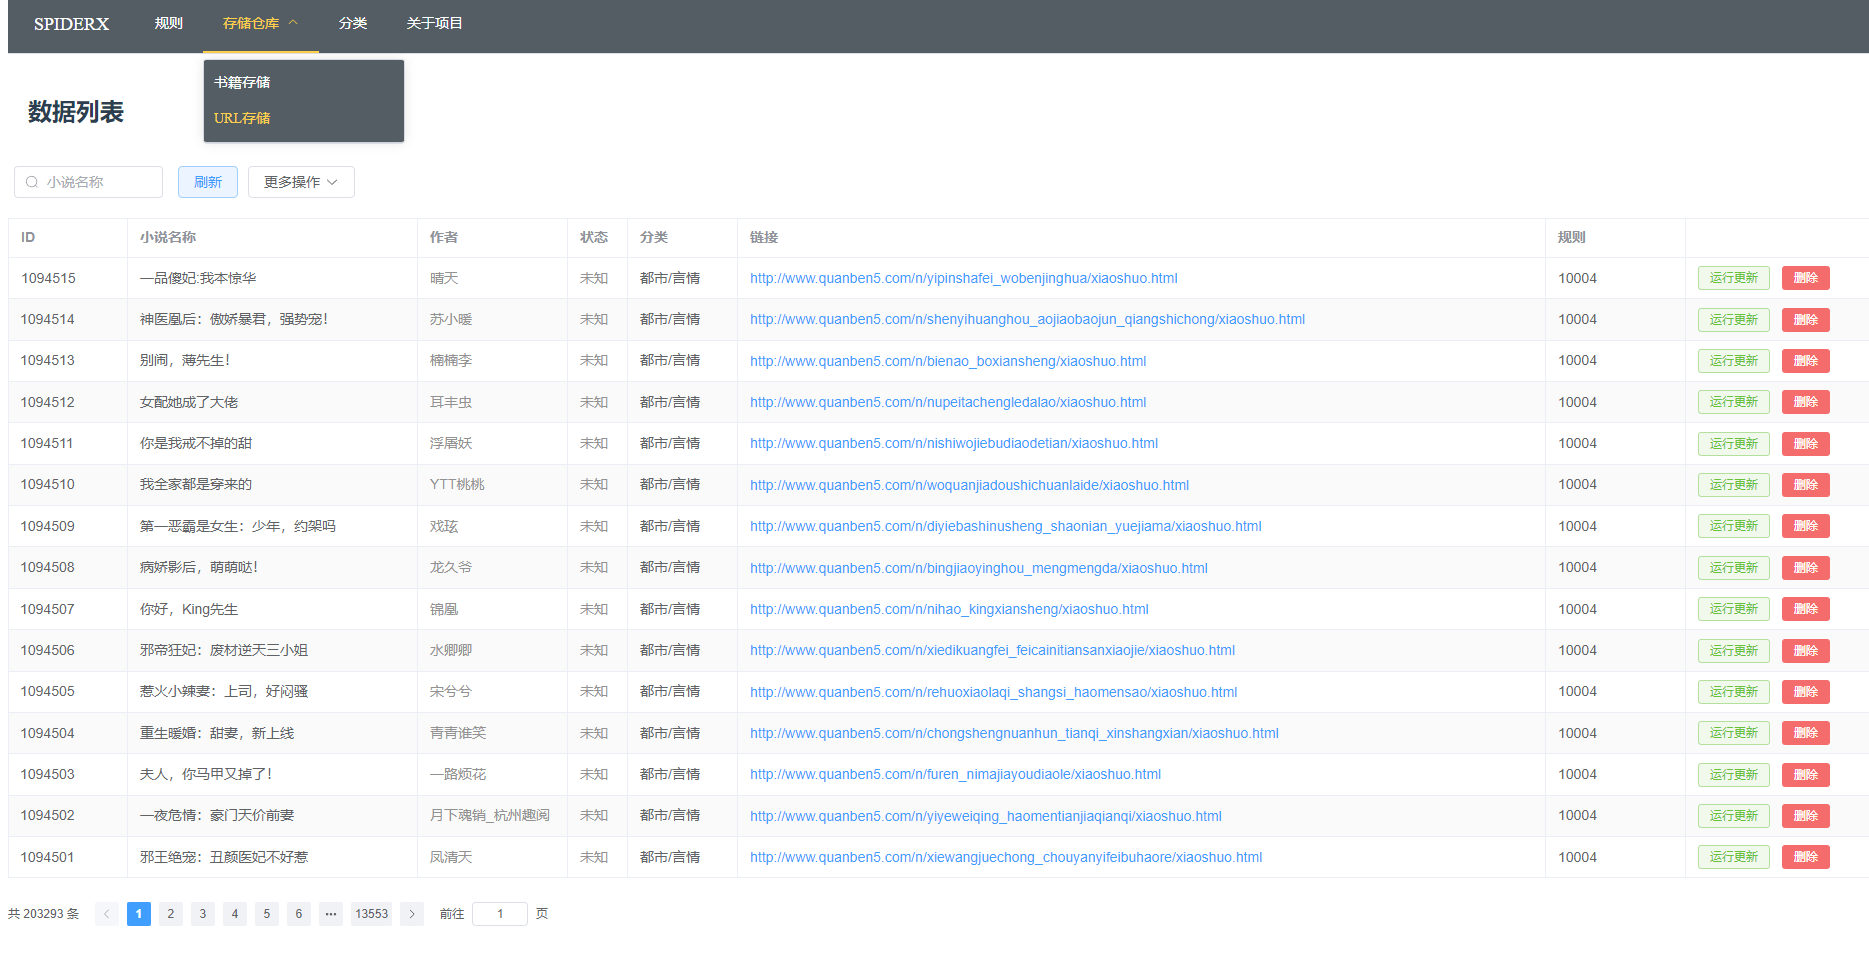 SPIDERX 规则 存储仓库 分类 关于项目
书籍存储
数据列表
URL存储
小说名称 刷新 更多操作
ID 小说名称 作者 状态 分类 链接 规则
1094515 一品傻妃:我本惊华 晴天 未知 都市/言情 http://www.quanben5.com/n/yipinshafei_wobenjinghua/xiaoshuo.html 10004 运行更新 删除
1094514 神医凰后：傲娇暴君，强势宠！ 苏小暖 未知 都市/言情 http://www.quanben5.com/n/shenyihuanghou_aojiaobaojun_qiangshichong/xiaoshuo.html 10004 运行更新 删除
1094513 别闹，薄先生！ 楠楠李 未知 都市/言情 http://www.quanben5.com/n/bienao_boxiansheng/xiaoshuo.html 10004 运行更新 删除
1094512 女配她成了大佬 耳丰虫 未知 都市/言情 http://www.quanben5.com/n/nupeitachengledalao/xiaoshuo.html 10004 运行更新 删除
1094511 你是我戒不掉的甜 浮屠妖 未知 都市/言情 http://www.quanben5.com/n/nishiwojiebudiaodetian/xiaoshuo.html 10004 运行更新 删除
1094510 我全家都是穿来的 YTT桃桃 未知 都市/言情 http://www.quanben5.com/n/woquanjiadoushichuanlaide/xiaoshuo.html 10004 运行更新 删除
1094509 第一恶霸是女生：少年，约架吗 戏玹 未知 都市/言情 http://www.quanben5.com/n/diyiebashinusheng_shaonian_yuejiama/xiaoshuo.html 10004 运行更新 删除
1094508 病娇影后，萌萌哒！ 龙久爷 未知 都市/言情 http://www.quanben5.com/n/bingjiaoyinghou_mengmengda/xiaoshuo.html 10004 运行更新 删除
1094507 你好，King先生 锦凰 未知 都市/言情 http://www.quanben5.com/n/nihao_kingxiansheng/xiaoshuo.html 10004 运行更新 删除
1094506 邪帝狂妃：废材逆天三小姐 水卿卿 未知 都市/言情 http://www.quanben5.com/n/xiedikuangfei_feicainitiansanxiaojie/xiaoshuo.html 10004 运行更新 删除
1094505 惹火小辣妻：上司，好闷骚 宋兮兮 未知 都市/言情 http://www.quanben5.com/n/rehuoxiaolaqi_shangsi_haomensao/xiaoshuo.html 10004 运行更新 删除
1094504 重生暖婚：甜妻，新上线 青青谁笑 未知 都市/言情 http://www.quanben5.com/n/chongshengnuanhun_tianqi_xinshangxian/xiaoshuo.html 10004 运行更新 删除
1094503 夫人，你马甲又掉了！ 一路烦花 未知 都市/言情 http://www.quanben5.com/n/furen_nimajiayoudiaole/xiaoshuo.html 10004 运行更新 删除
1094502 一夜危情：豪门天价前妻 月下魂销_杭州趣阅 未知 都市/言情 http://www.quanben5.com/n/yiyeweiqing_haomentianjiaqianqi/xiaoshuo.html 10004 运行更新 删除
1094501 邪王绝宠：丑颜医妃不好惹 凤清天 未知 都市/言情 http://www.quanben5.com/n/xiewangjuechong_chouyanyifeibuhaore/xiaoshuo.html 10004 运行更新 删除
共 203293 条 1 2 3 4 5 6 ••• 13553 前往 1 页